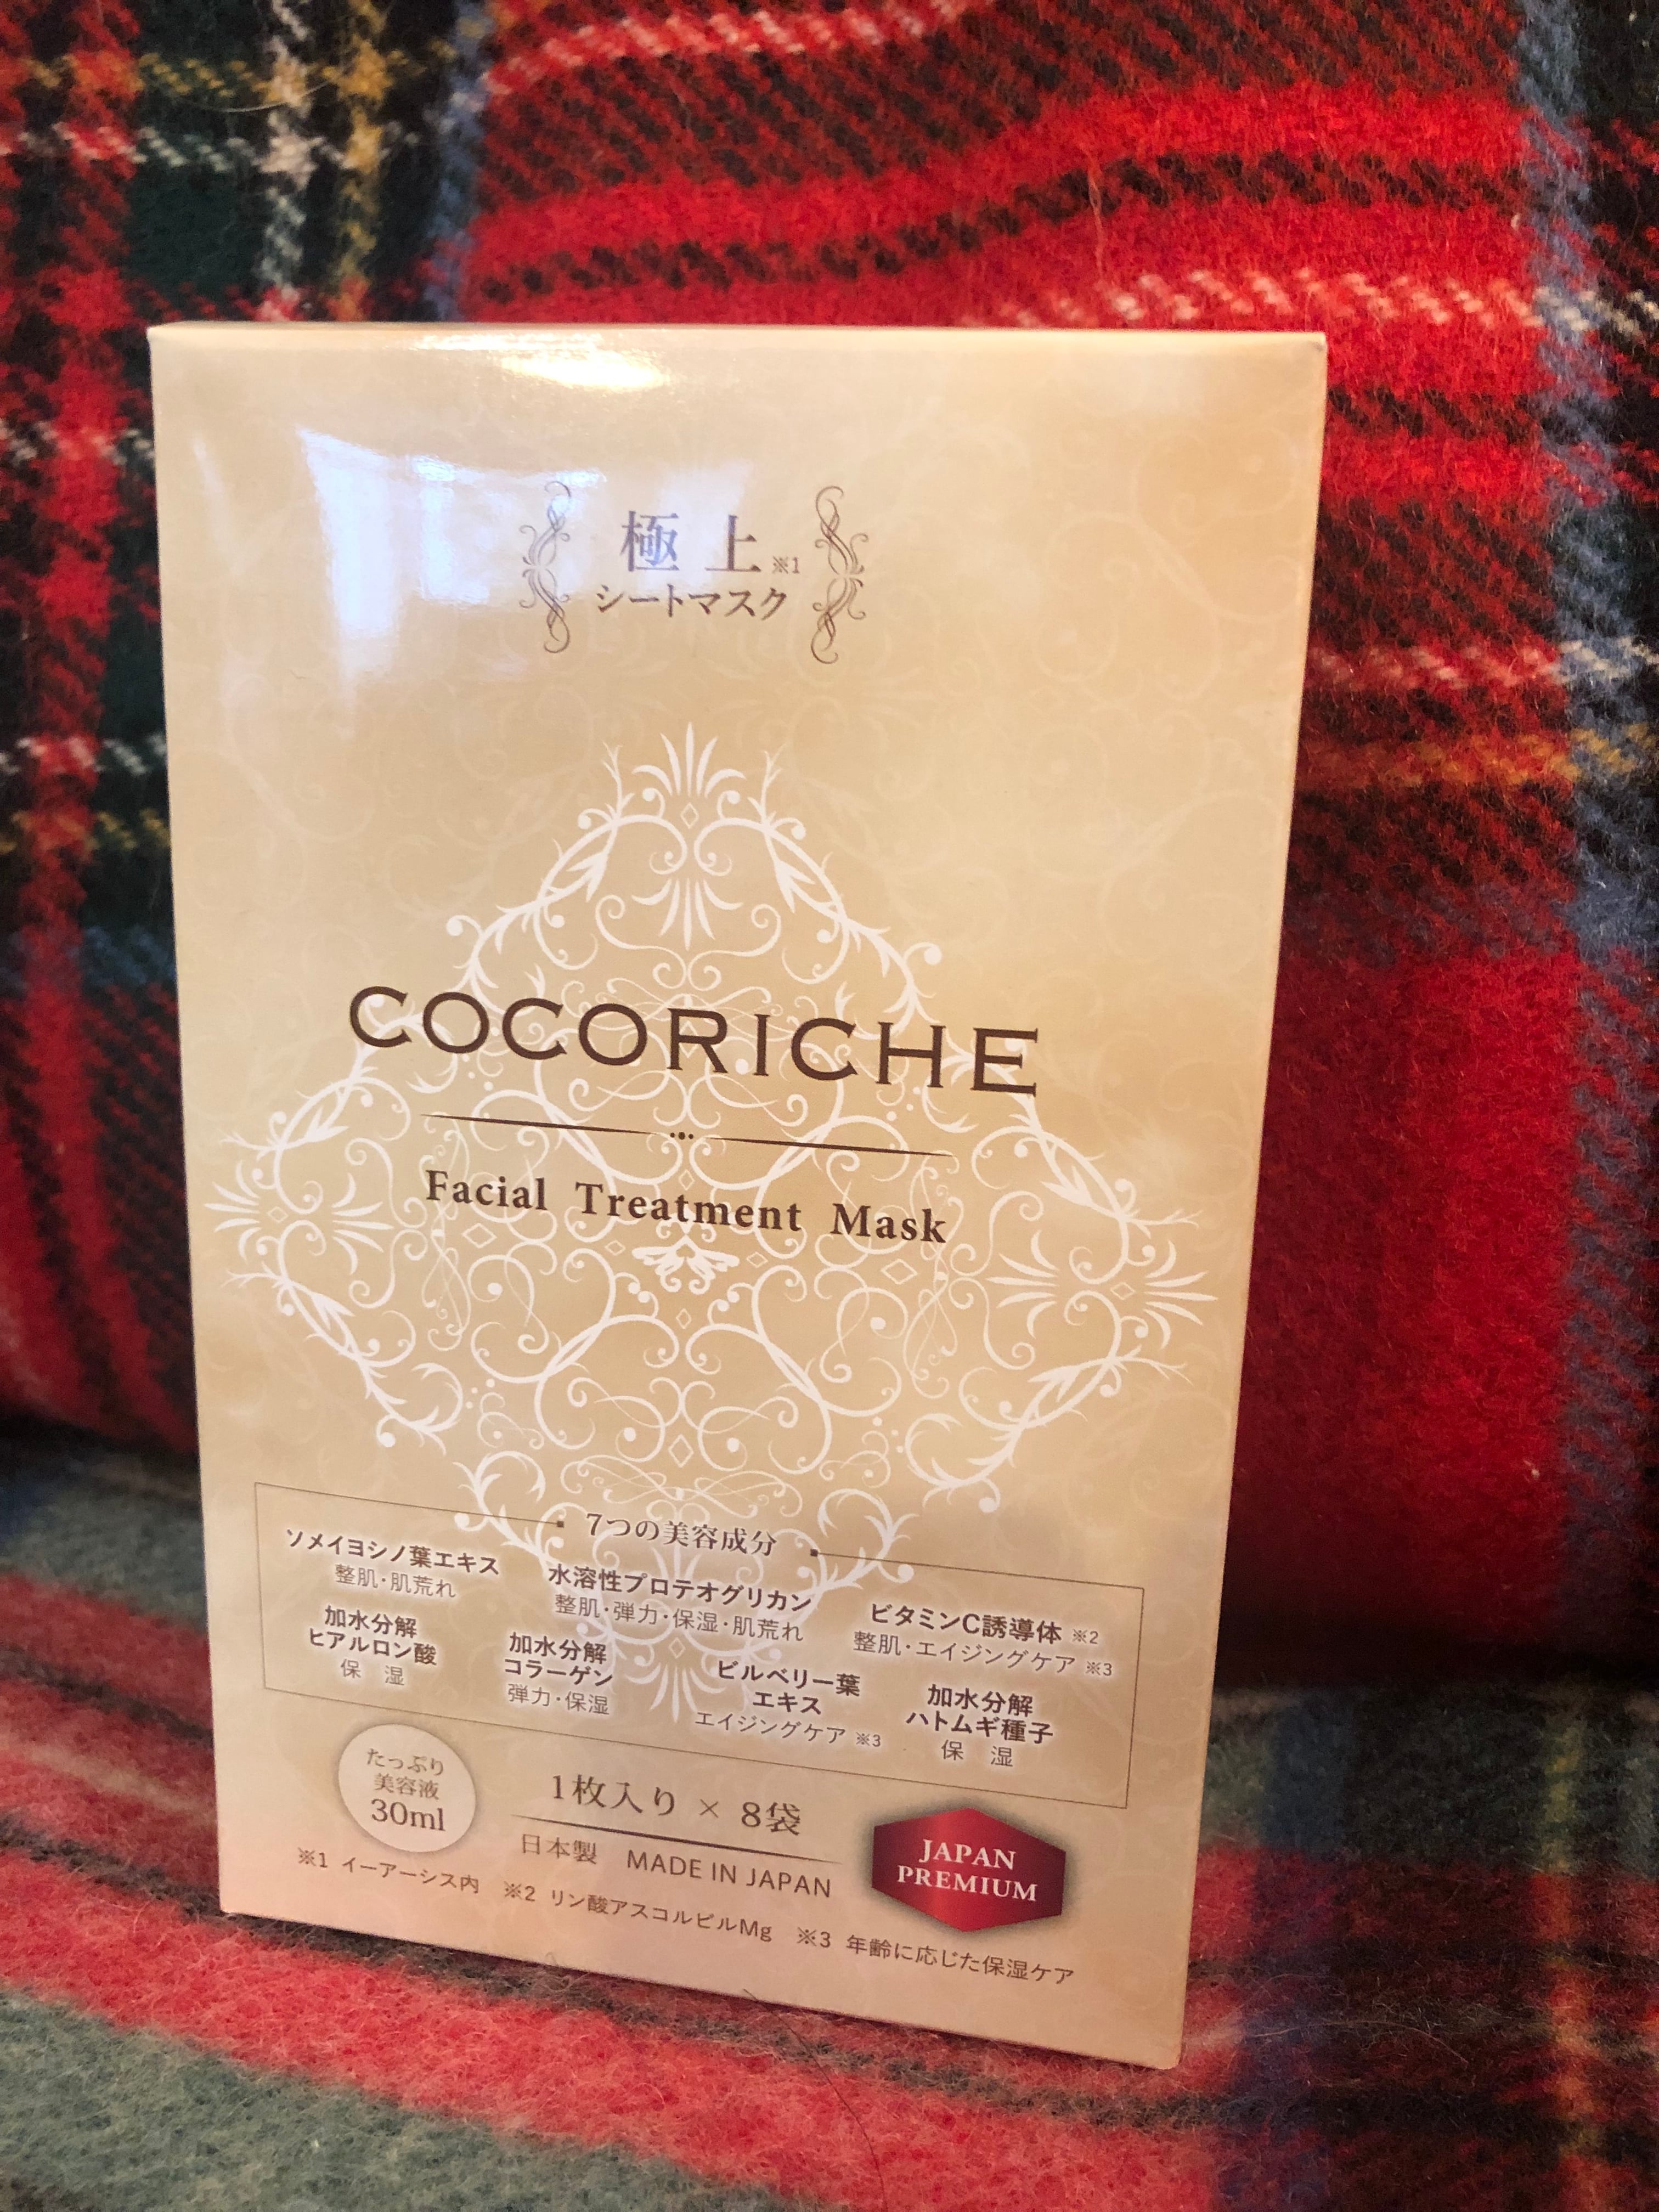 極上※1
シートマスク
COCORICHE
Facial Treatment Mask
7つの美容成分
ソメイヨシノ葉エキス
整肌・肌荒れ
水溶性プロテオグリカン
整肌・弾力・保湿・肌荒れ
ビタミンC誘導体 ※2
整肌・エイジングケア ※3
加水分解
ヒアルロン酸
保 湿
加水分解
コラーゲン
弾力・保湿
ビルベリー葉
エキス
エイジングケア ※3
加水分解
ハトムギ種子
保 湿
たっぷり
美容液
30ml
1枚入り × 8袋
日本製 MADE IN JAPAN
JAPAN
PREMIUM
※1 イーアーシス内 ※2 リン酸アスコルビルMg ※3 年齢に応じた保湿ケア